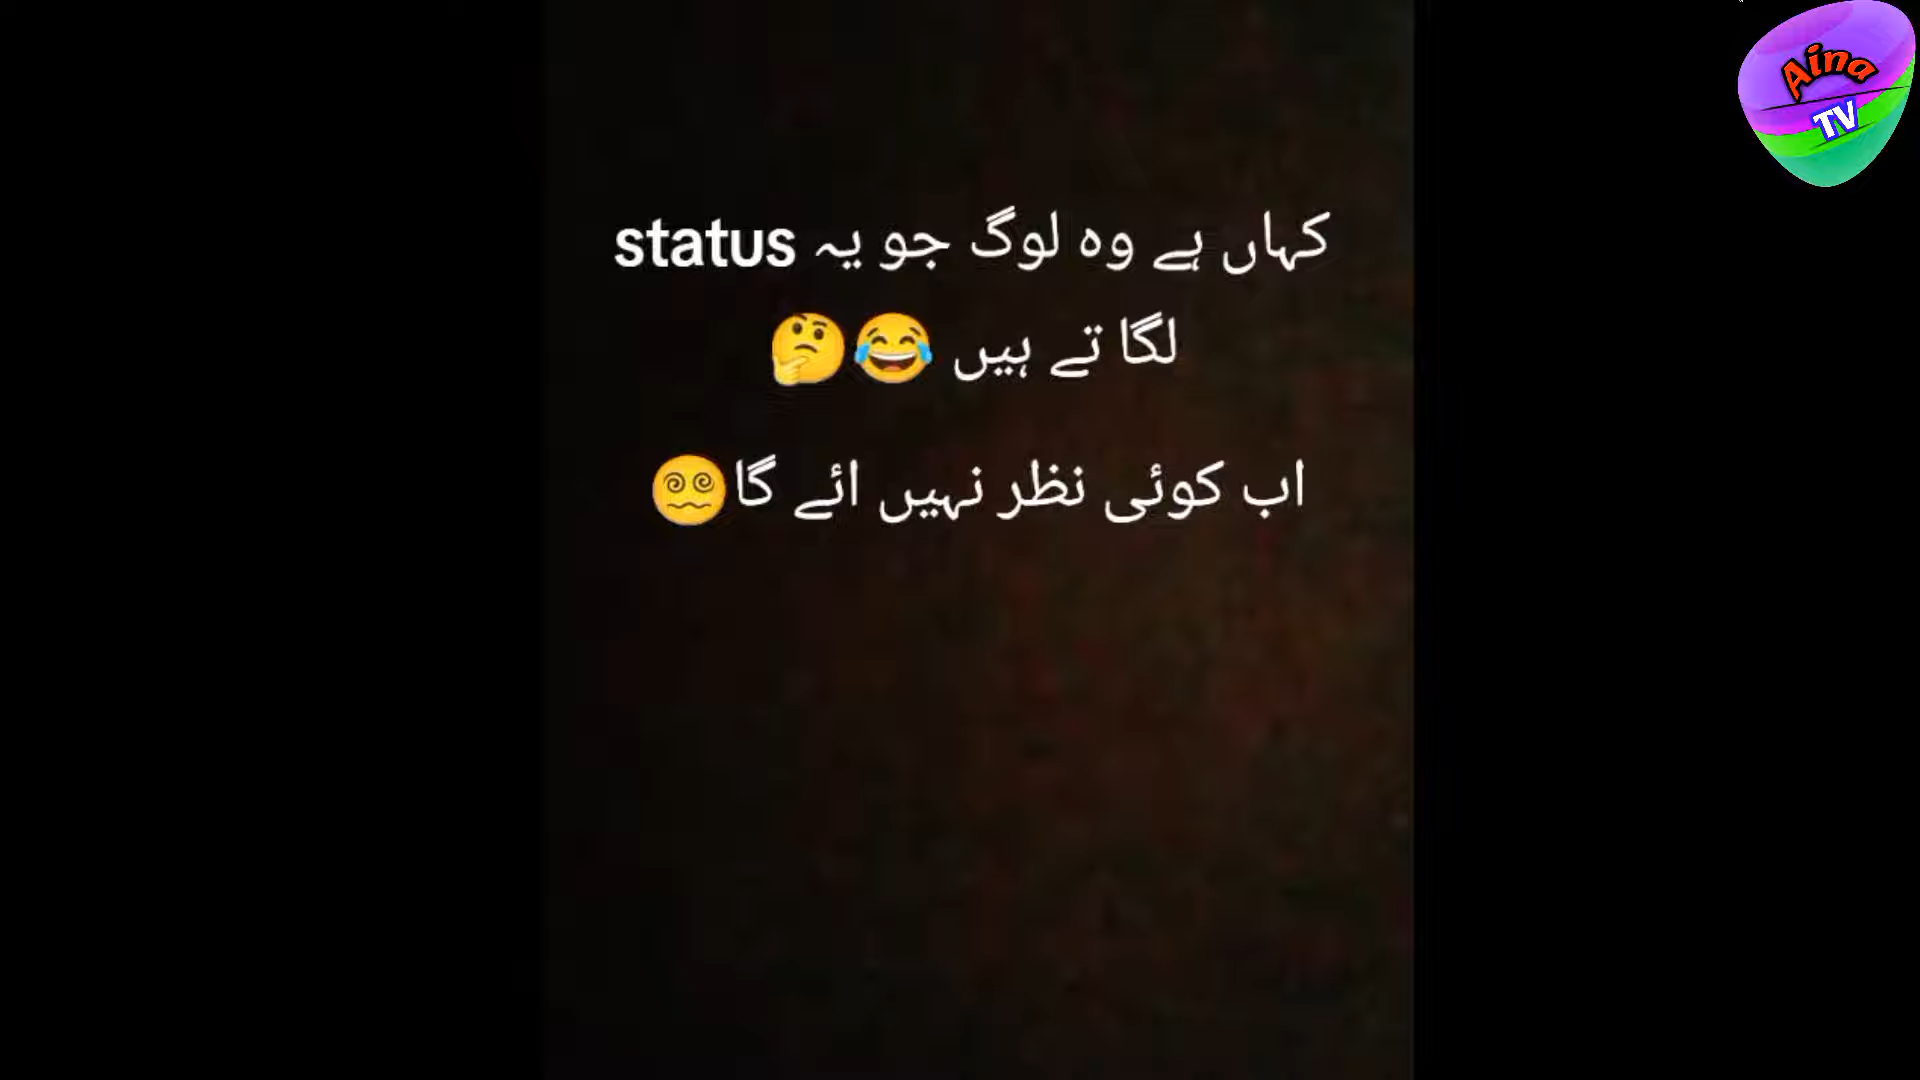 کہاں ہے وہ لوگ جو یہ status
لگا تے ہیں 😂🤔
اب کوئی نظر نہیں ائے گا😵‍💫
Aina
TV